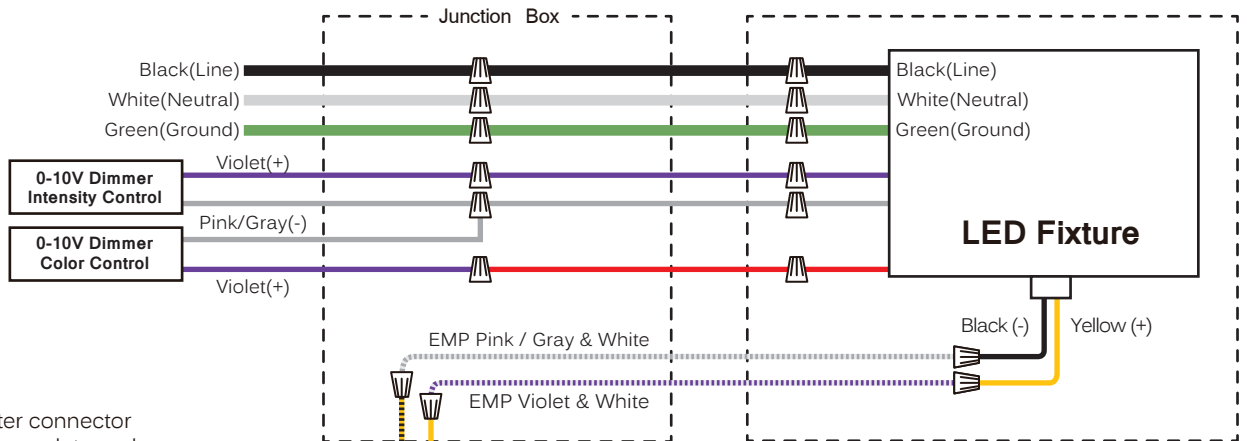 Junction Box
Black(Line)
White(Neutral)
Green(Ground)
Violet(+)
0-10V Dimmer
Intensity Control
Pink/Gray(-)
0-10V Dimmer
Color Control
Violet(+)
Black(Line)
White(Neutral)
Green(Ground)
LED Fixture
Black (-)
Yellow (+)
EMP Pink / Gray & White
EMP Violet & White
ter connector